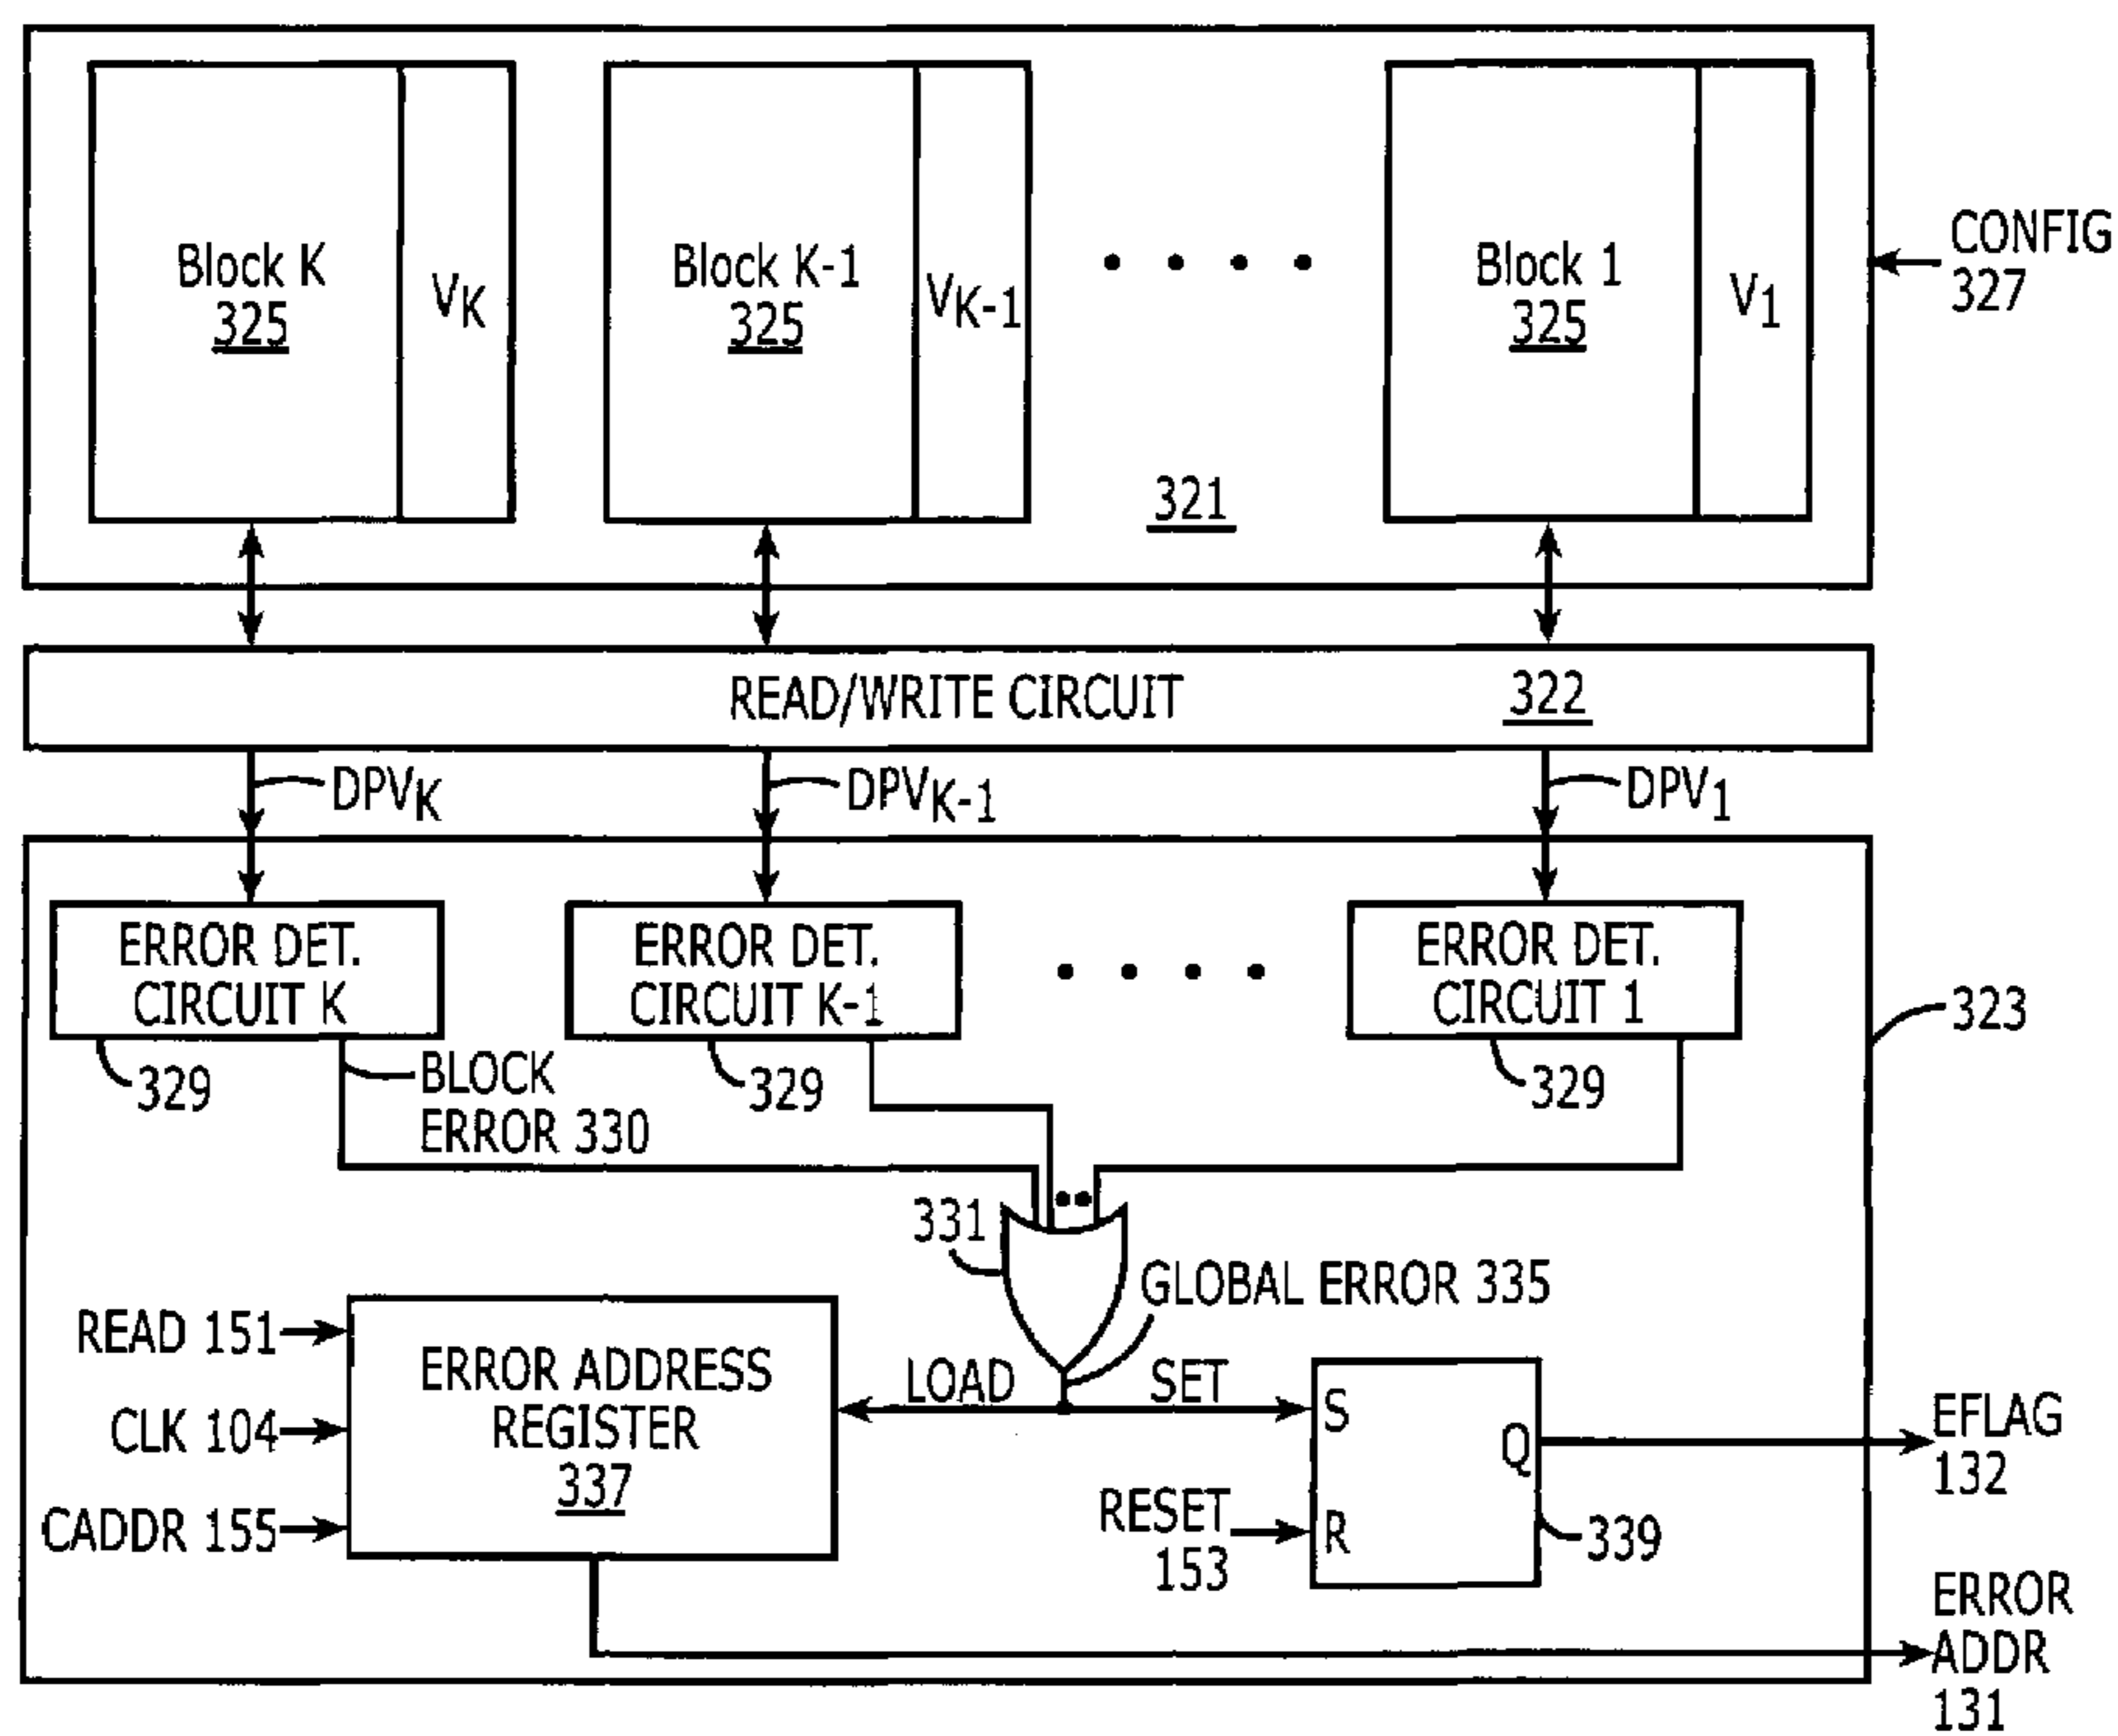 Block K
325
VK
Block K-1
325
VK-1
Block 1
325
V1
CONFIG
327
321
READ/WRITE CIRCUIT
322
DPVK
DPVK-1
DPV1
ERROR DET.
CIRCUIT K
ERROR DET.
CIRCUIT K-1
ERROR DET.
CIRCUIT 1
323
329
BLOCK
ERROR 330
329
329
331
GLOBAL ERROR 335
READ 151
CLK 104
CADDR 155
ERROR ADDRESS
REGISTER
337
LOAD
SET
S
Q
R
RESET
153
EFLAG
132
339
ERROR
ADDR
131